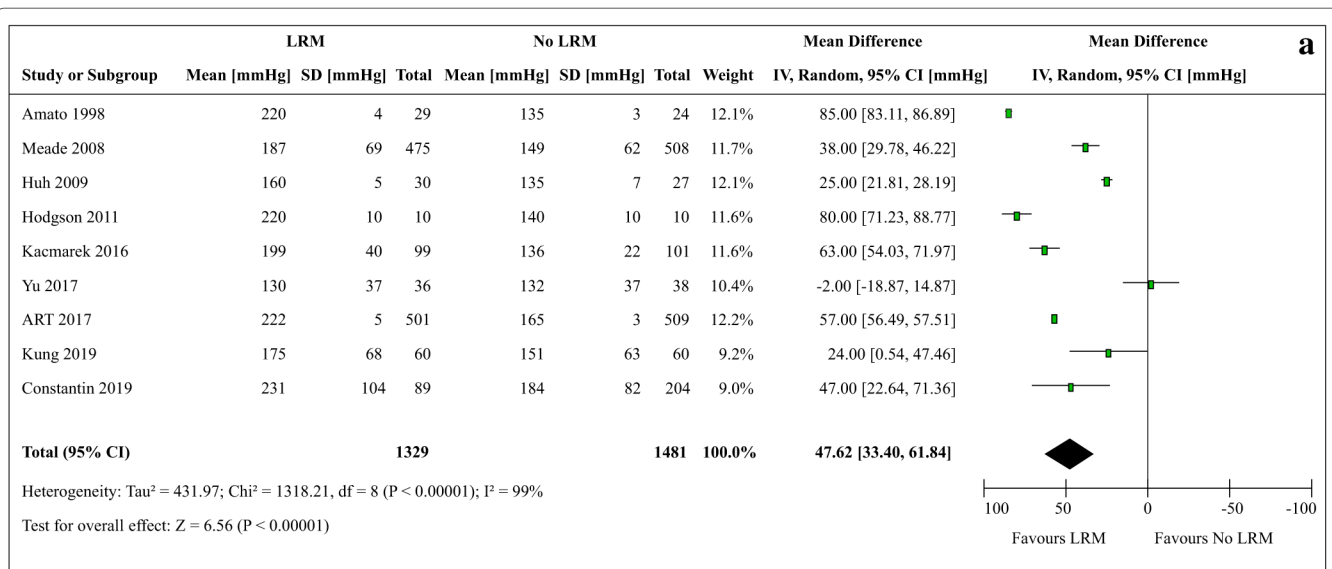 LRM No LRM Mean Difference Mean Difference a
Study or Subgroup Mean [mmHg] SD [mmHg] Total Mean [mmHg] SD [mmHg] Total Weight IV, Random, 95% CI [mmHg] IV, Random, 95% CI [mmHg]
Amato 1998 220 4 29 135 3 24 12.1% 85.00 [83.11, 86.89]
Meade 2008 187 69 475 149 62 508 11.7% 38.00 [29.78, 46.22]
Huh 2009 160 5 30 135 7 27 12.1% 25.00 [21.81, 28.19]
Hodgson 2011 220 10 10 140 10 10 11.6% 80.00 [71.23, 88.77]
Kacmarek 2016 199 40 99 136 22 101 11.6% 63.00 [54.03, 71.97]
Yu 2017 130 37 36 132 37 38 10.4% -2.00 [-18.87, 14.87]
ART 2017 222 5 501 165 3 509 12.2% 57.00 [56.49, 57.51]
Kung 2019 175 68 60 151 63 60 9.2% 24.00 [0.54, 47.46]
Constantin 2019 231 104 89 184 82 204 9.0% 47.00 [22.64, 71.36]
Total (95% CI) 1329 1481 100.0% 47.62 [33.40, 61.84]
Heterogeneity: Tau² = 431.97; Chi² = 1318.21, df = 8 (P < 0.00001); I² = 99%
Test for overall effect: Z = 6.56 (P < 0.00001)
100 50 0 -50 -100
Favours LRM Favours No LRM